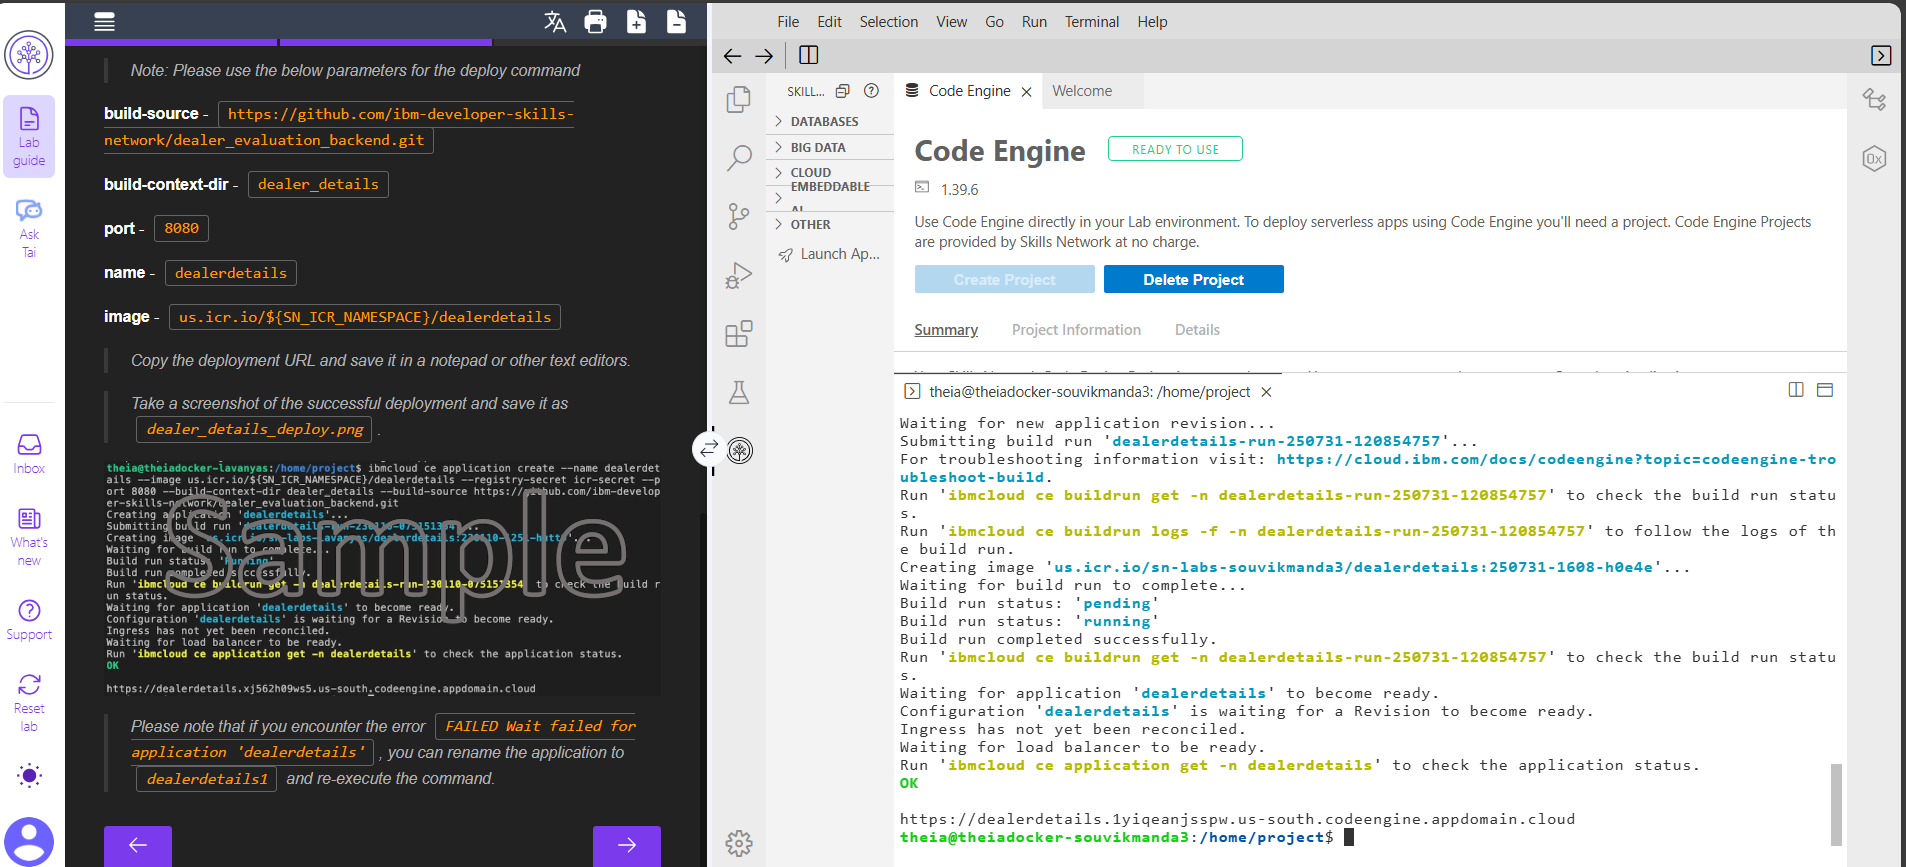 Lab
guide
Ask
Tai
Inbox
What's
new
Support
Reset
lab
Note: Please use the below parameters for the deploy command
build-source - https://github.com/ibm-developer-skills-
network/dealer_evaluation_backend.git
build-context-dir - dealer_details
port - 8080
name - dealerdetails
image - us.icr.io/${SN_ICR_NAMESPACE}/dealerdetails
Copy the deployment URL and save it in a notepad or other text editors.
Take a screenshot of the successful deployment and save it as
dealer_details_deploy.png .
theia@theiadocker-lavanyas:/home/project$ ibmcloud ce application create --name dealerdet
ails --image us.icr.io/${SN_ICR_NAMESPACE}/dealerdetails --registry-secret icr-secret --p
ort 8080 --build-context-dir dealer_details --build-source https://github.com/ibm-develop
er-skills-network/dealer_evaluation_backend.git
Creating application 'dealerdetails'...
Submitting build run 'dealerdetails-run-230110-075151354'...
Creating image
Waiting for build run to complete...
Build run status: 'Running'
Build run completed successfully.
Run 'ibmcloud ce buildrun get -n dealerdetails-run-230110-075151354' to check the build r
un status.
Waiting for application 'dealerdetails' to become ready.
Configuration 'dealerdetails' is waiting for a Revision to become ready.
Ingress has not yet been reconciled.
Waiting for load balancer to be ready.
Run 'ibmcloud ce application get -n dealerdetails' to check the application status.
OK
https://dealerdetails.xj562h09ws5.us-south.codeengine.appdomain.cloud
Sample
Please note that if you encounter the error FAILED Wait failed for
application 'dealerdetails' , you can rename the application to
dealerdetails1 and re-execute the command.
File Edit Selection View Go Run Terminal Help
SKILL...
DATABASES
BIG DATA
CLOUD
EMBEDDABLE
AI
OTHER
Launch Ap...
Code Engine
Welcome
Code Engine READY TO USE
1.39.6
Use Code Engine directly in your Lab environment. To deploy serverless apps using Code Engine you'll need a project. Code Engine Projects
are provided by Skills Network at no charge.
Create Project Delete Project
Summary Project Information Details
theia@theiadocker-souvikmanda3: /home/project
Waiting for new application revision...
Submitting build run 'dealerdetails-run-250731-120854757'...
For troubleshooting information visit: https://cloud.ibm.com/docs/codeengine?topic=codeengine-tro
ubleshoot-build.
Run 'ibmcloud ce buildrun get -n dealerdetails-run-250731-120854757' to check the build run statu
s.
Run 'ibmcloud ce buildrun logs -f -n dealerdetails-run-250731-120854757' to follow the logs of th
e build run.
Creating image 'us.icr.io/sn-labs-souvikmanda3/dealerdetails:250731-1608-h0e4e'...
Waiting for build run to complete...
Build run status: 'pending'
Build run status: 'running'
Build run completed successfully.
Run 'ibmcloud ce buildrun get -n dealerdetails-run-250731-120854757' to check the build run statu
s.
Waiting for application 'dealerdetails' to become ready.
Configuration 'dealerdetails' is waiting for a Revision to become ready.
Ingress has not yet been reconciled.
Waiting for load balancer to be ready.
Run 'ibmcloud ce application get -n dealerdetails' to check the application status.
OK
https://dealerdetails.1yiqeanjsspw.us-south.codeengine.appdomain.cloud
theia@theiadocker-souvikmanda3:/home/project$